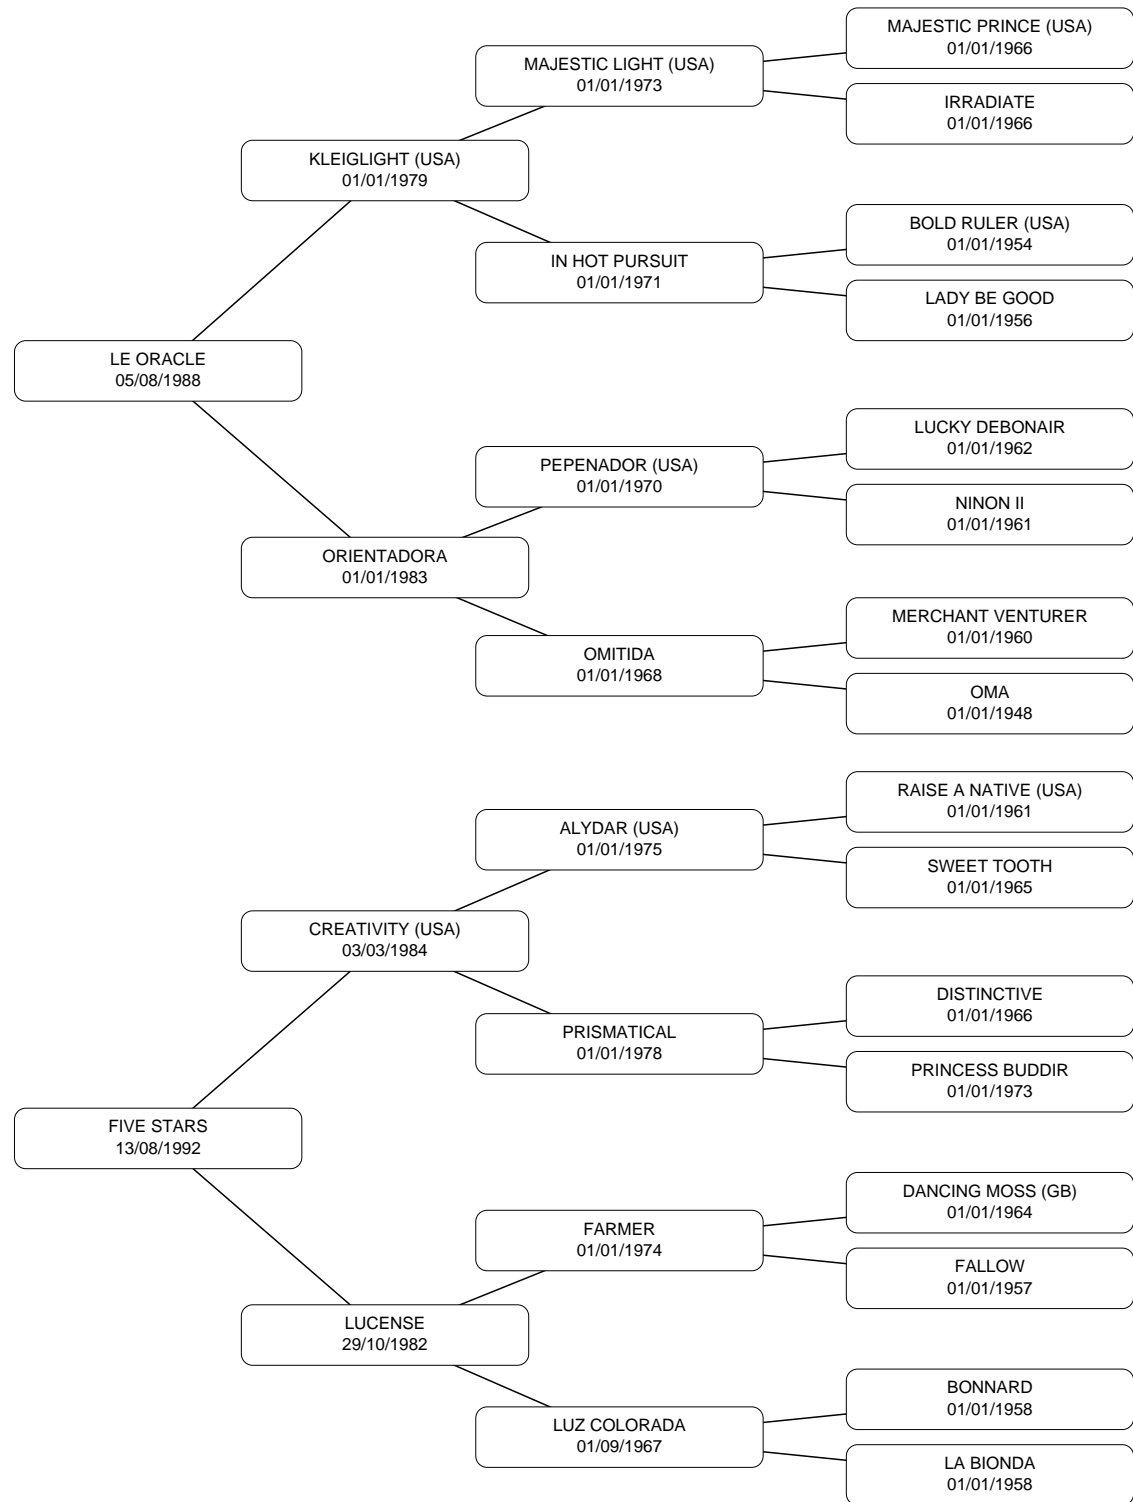 MAJESTIC PRINCE (USA)
01/01/1966
MAJESTIC LIGHT (USA)
01/01/1973
IRRADIATE
01/01/1966
KLEIGLIGHT (USA)
01/01/1979
BOLD RULER (USA)
01/01/1954
IN HOT PURSUIT
01/01/1971
LADY BE GOOD
01/01/1956
LE ORACLE
05/08/1988
LUCKY DEBONAIR
01/01/1962
PEPENADOR (USA)
01/01/1970
NINON II
01/01/1961
ORIENTADORA
01/01/1983
MERCHANT VENTURER
01/01/1960
OMITIDA
01/01/1968
OMA
01/01/1948
RAISE A NATIVE (USA)
01/01/1961
ALYDAR (USA)
01/01/1975
SWEET TOOTH
01/01/1965
CREATIVITY (USA)
03/03/1984
DISTINCTIVE
01/01/1966
PRISMATICAL
01/01/1978
PRINCESS BUDDIR
01/01/1973
FIVE STARS
13/08/1992
DANCING MOSS (GB)
01/01/1964
FARMER
01/01/1974
FALLOW
01/01/1957
LUCENSE
29/10/1982
BONNARD
01/01/1958
LUZ COLORADA
01/09/1967
LA BIONDA
01/01/1958